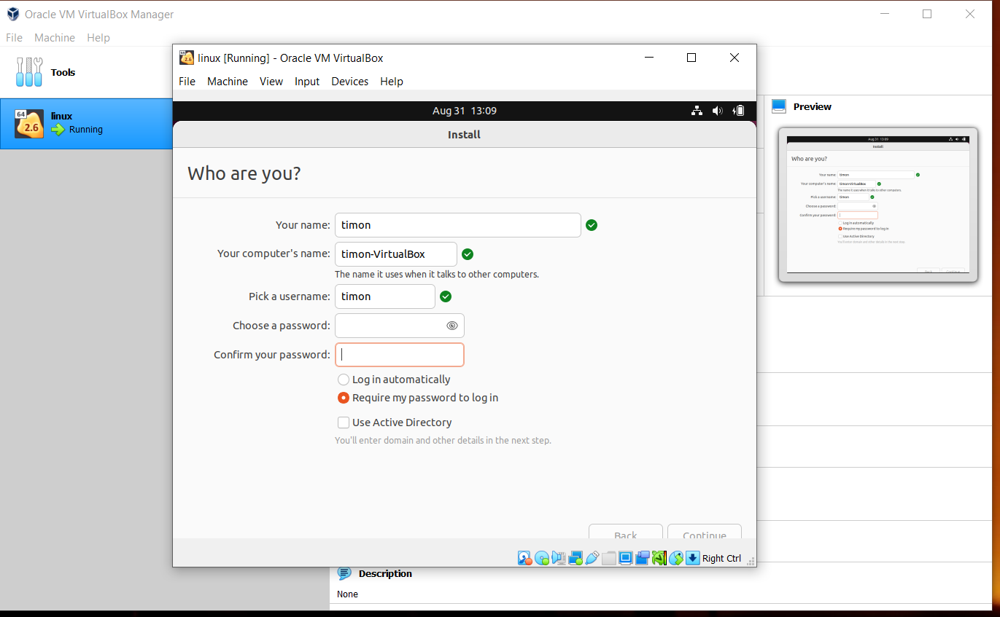 Oracle VM VirtualBox Manager
File Machine Help
Tools
64
2.6
linux
Running
64
2.6
linux [Running] - Oracle VM VirtualBox
File Machine View Input Devices Help
Aug 31 13:09
Install
Who are you?
Your name: timon
Your computer's name: timon-VirtualBox
The name it uses when it talks to other computers.
Pick a username: timon
Choose a password:
Confirm your password:
Log in automatically
Require my password to log in
Use Active Directory
You'll enter domain and other details in the next step.
Back Continue
Right Ctrl
Preview
Aug 31 13:09
Install
Who are you?
Your name: timon
Your computer's name: timon-VirtualBox
The name it uses when it talks to other computers.
Pick a username: timon
Choose a password:
Confirm your password:
Log in automatically
Require my password to log in
Use Active Directory
You'll enter domain and other details in the next step.
Back Continue
Description
None